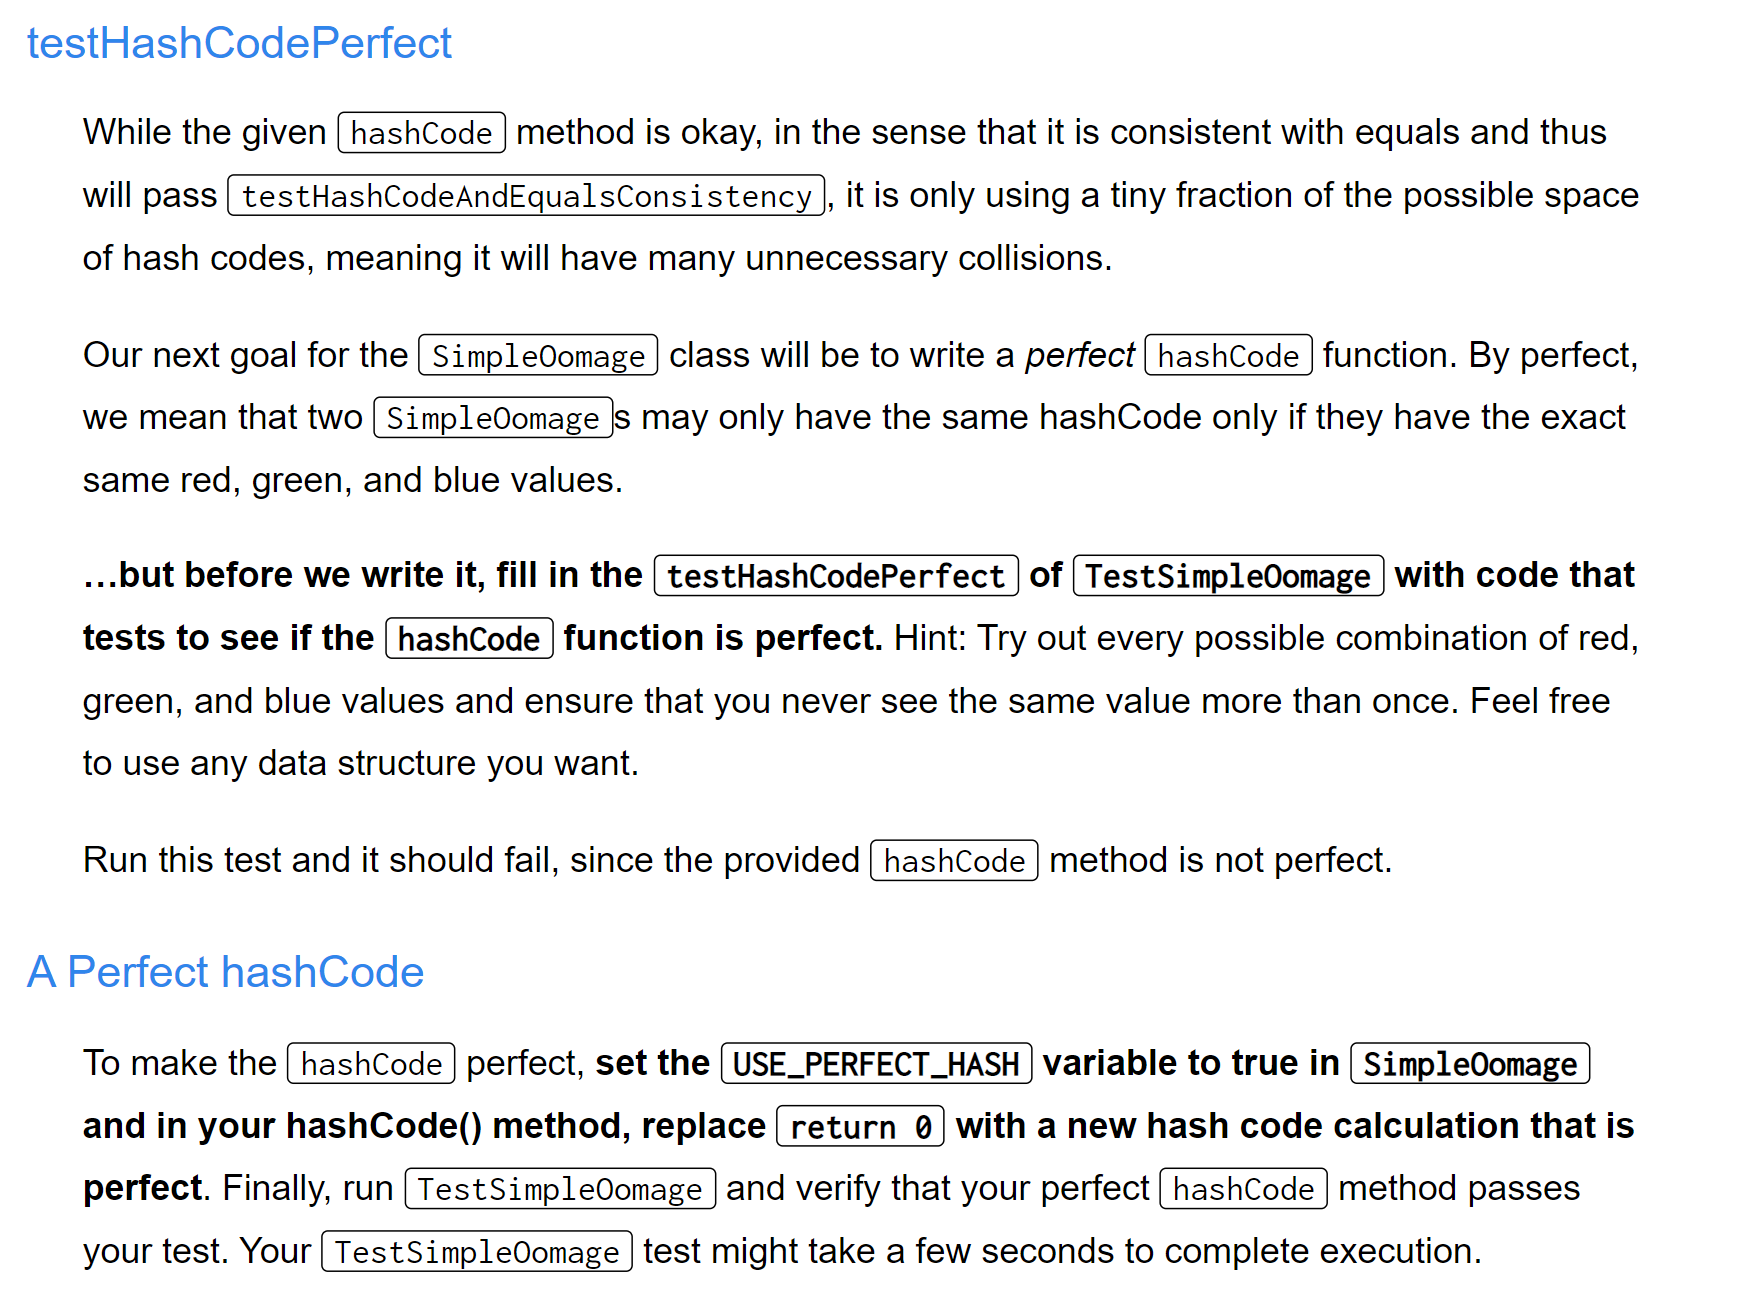 testHashCodePerfect
While the given hashCode method is okay, in the sense that it is consistent with equals and thus
will pass testHashCodeAndEqualsConsistency, it is only using a tiny fraction of the possible space
of hash codes, meaning it will have many unnecessary collisions.
Our next goal for the SimpleOomage class will be to write a perfect hashCode function. By perfect,
we mean that two SimpleOomages may only have the same hashCode only if they have the exact
same red, green, and blue values.
…but before we write it, fill in the testHashCodePerfect of TestSimpleOomage with code that
tests to see if the hashCode function is perfect. Hint: Try out every possible combination of red,
green, and blue values and ensure that you never see the same value more than once. Feel free
to use any data structure you want.
Run this test and it should fail, since the provided hashCode method is not perfect.
A Perfect hashCode
To make the hashCode perfect, set the USE_PERFECT_HASH variable to true in SimpleOomage
and in your hashCode() method, replace return 0 with a new hash code calculation that is
perfect. Finally, run TestSimpleOomage and verify that your perfect hashCode method passes
your test. Your TestSimpleOomage test might take a few seconds to complete execution.